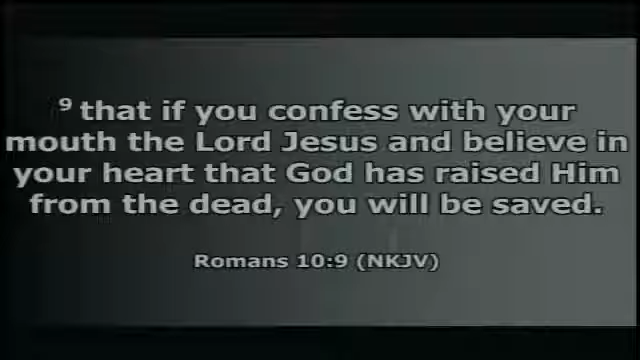 ⁹ that if you confess with your
mouth the Lord Jesus and believe in
your heart that God has raised Him
from the dead, you will be saved.
Romans 10:9 (NKJV)